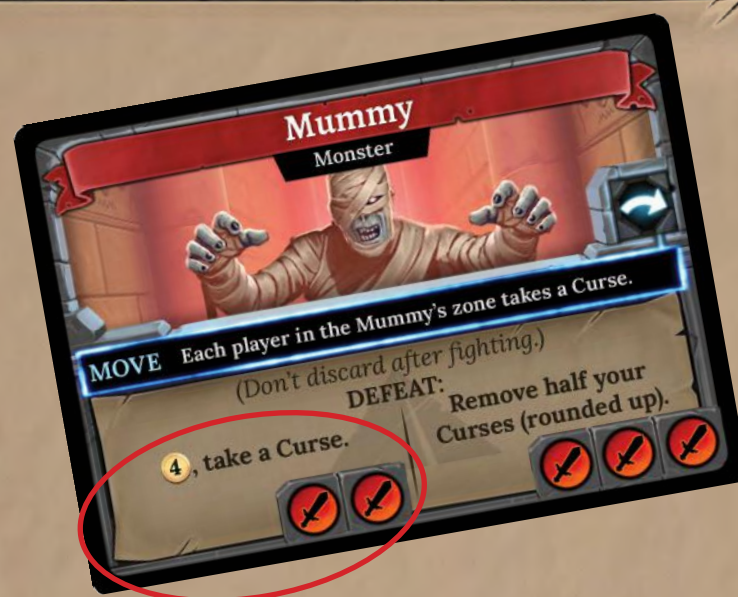 Mummy
Monster
MOVE Each player in the Mummy's zone takes a Curse.
(Don't discard after fighting.)
DEFEAT:
4, take a Curse.
Remove half your
Curses (rounded up).